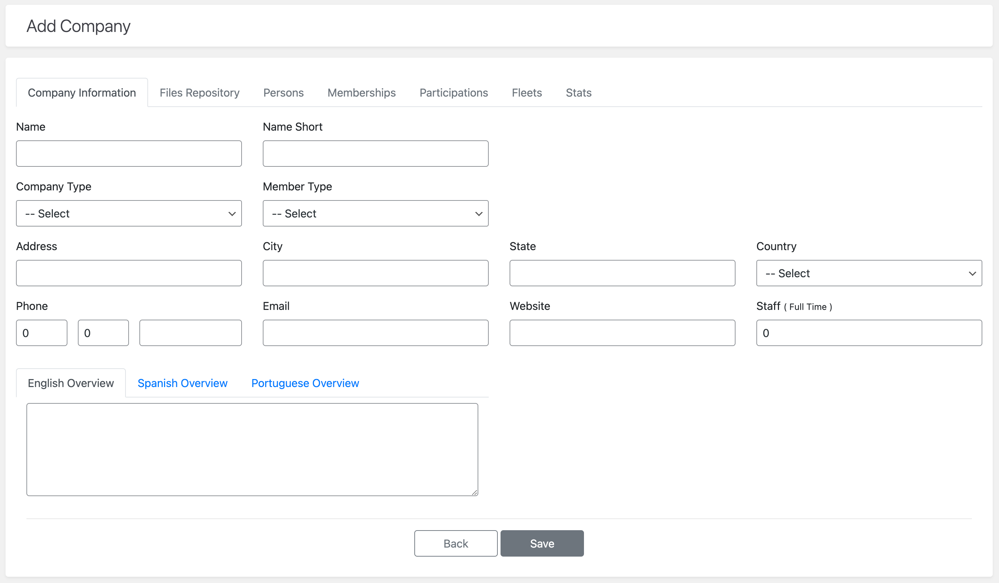 Add Company
Company Information Files Repository Persons Memberships Participations Fleets Stats
Name Name Short
Company Type Member Type
-- Select -- Select
Address City State Country
-- Select
Phone Email Website Staff ( Full Time )
0 0 0
English Overview Spanish Overview Portuguese Overview
Back Save